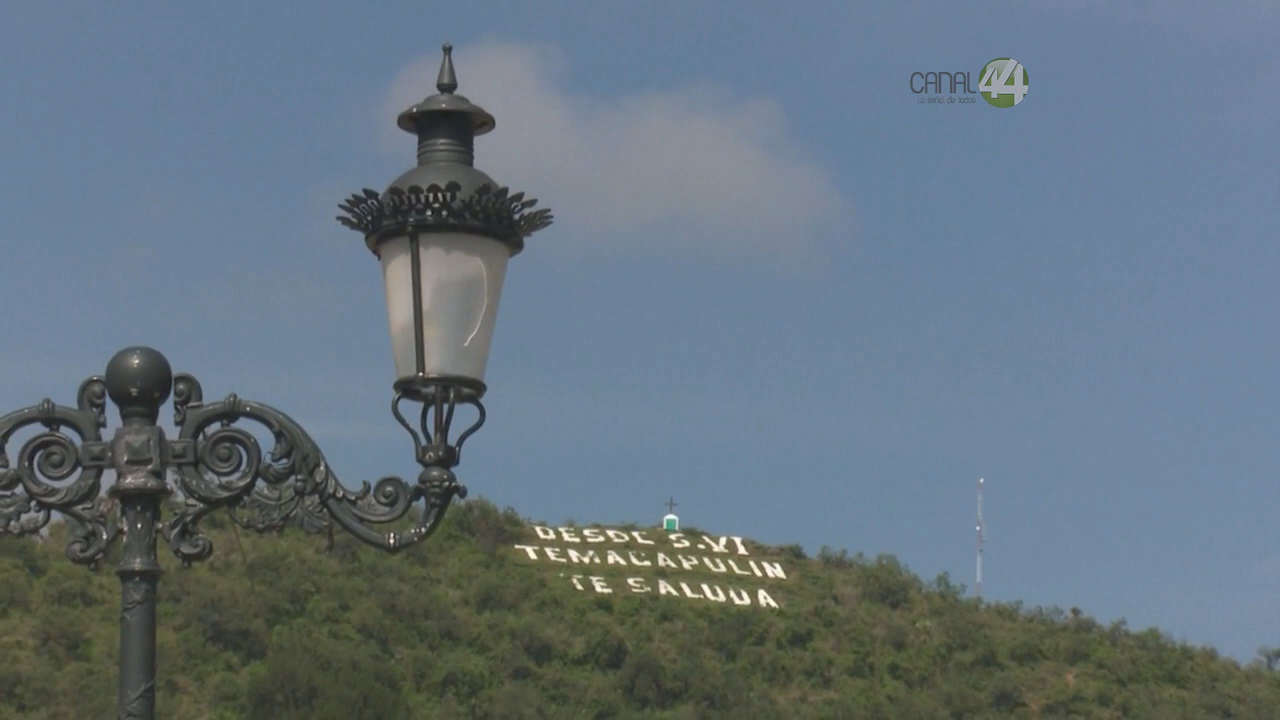 CANAL 44
La señal de todos
DESDE S.VI
TEMACAPULIN
TE SALUDA